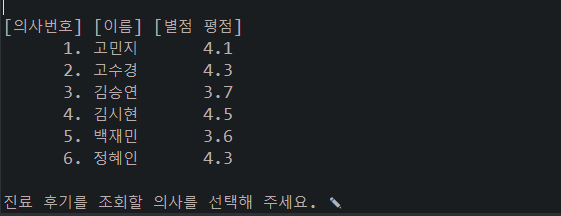 [의사번호] [이름] [별점 평점]
1. 고민지 4.1
2. 고수경 4.3
3. 김승연 3.7
4. 김시현 4.5
5. 백재민 3.6
6. 정혜인 4.3
진료 후기를 조회할 의사를 선택해 주세요. ✎